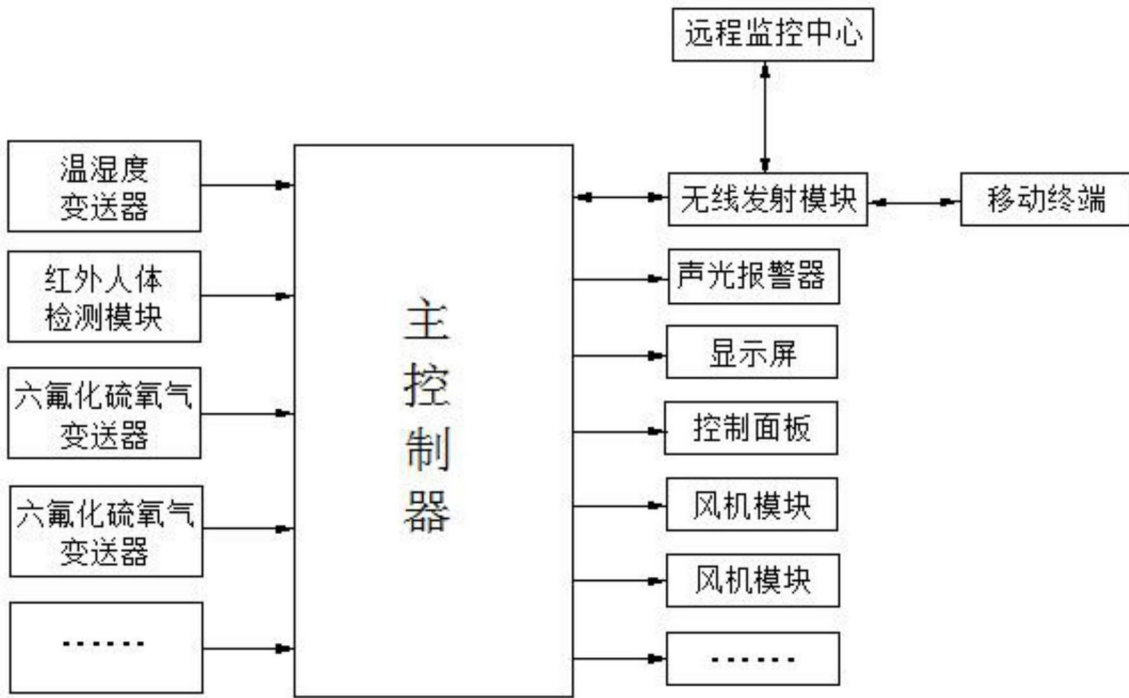 远程监控中心
温湿度
变送器
无线发射模块
移动终端
红外人体
检测模块
声光报警器
主
控
制
器
显示屏
六氟化硫氧气
变送器
控制面板
六氟化硫氧气
变送器
风机模块
风机模块
......
......